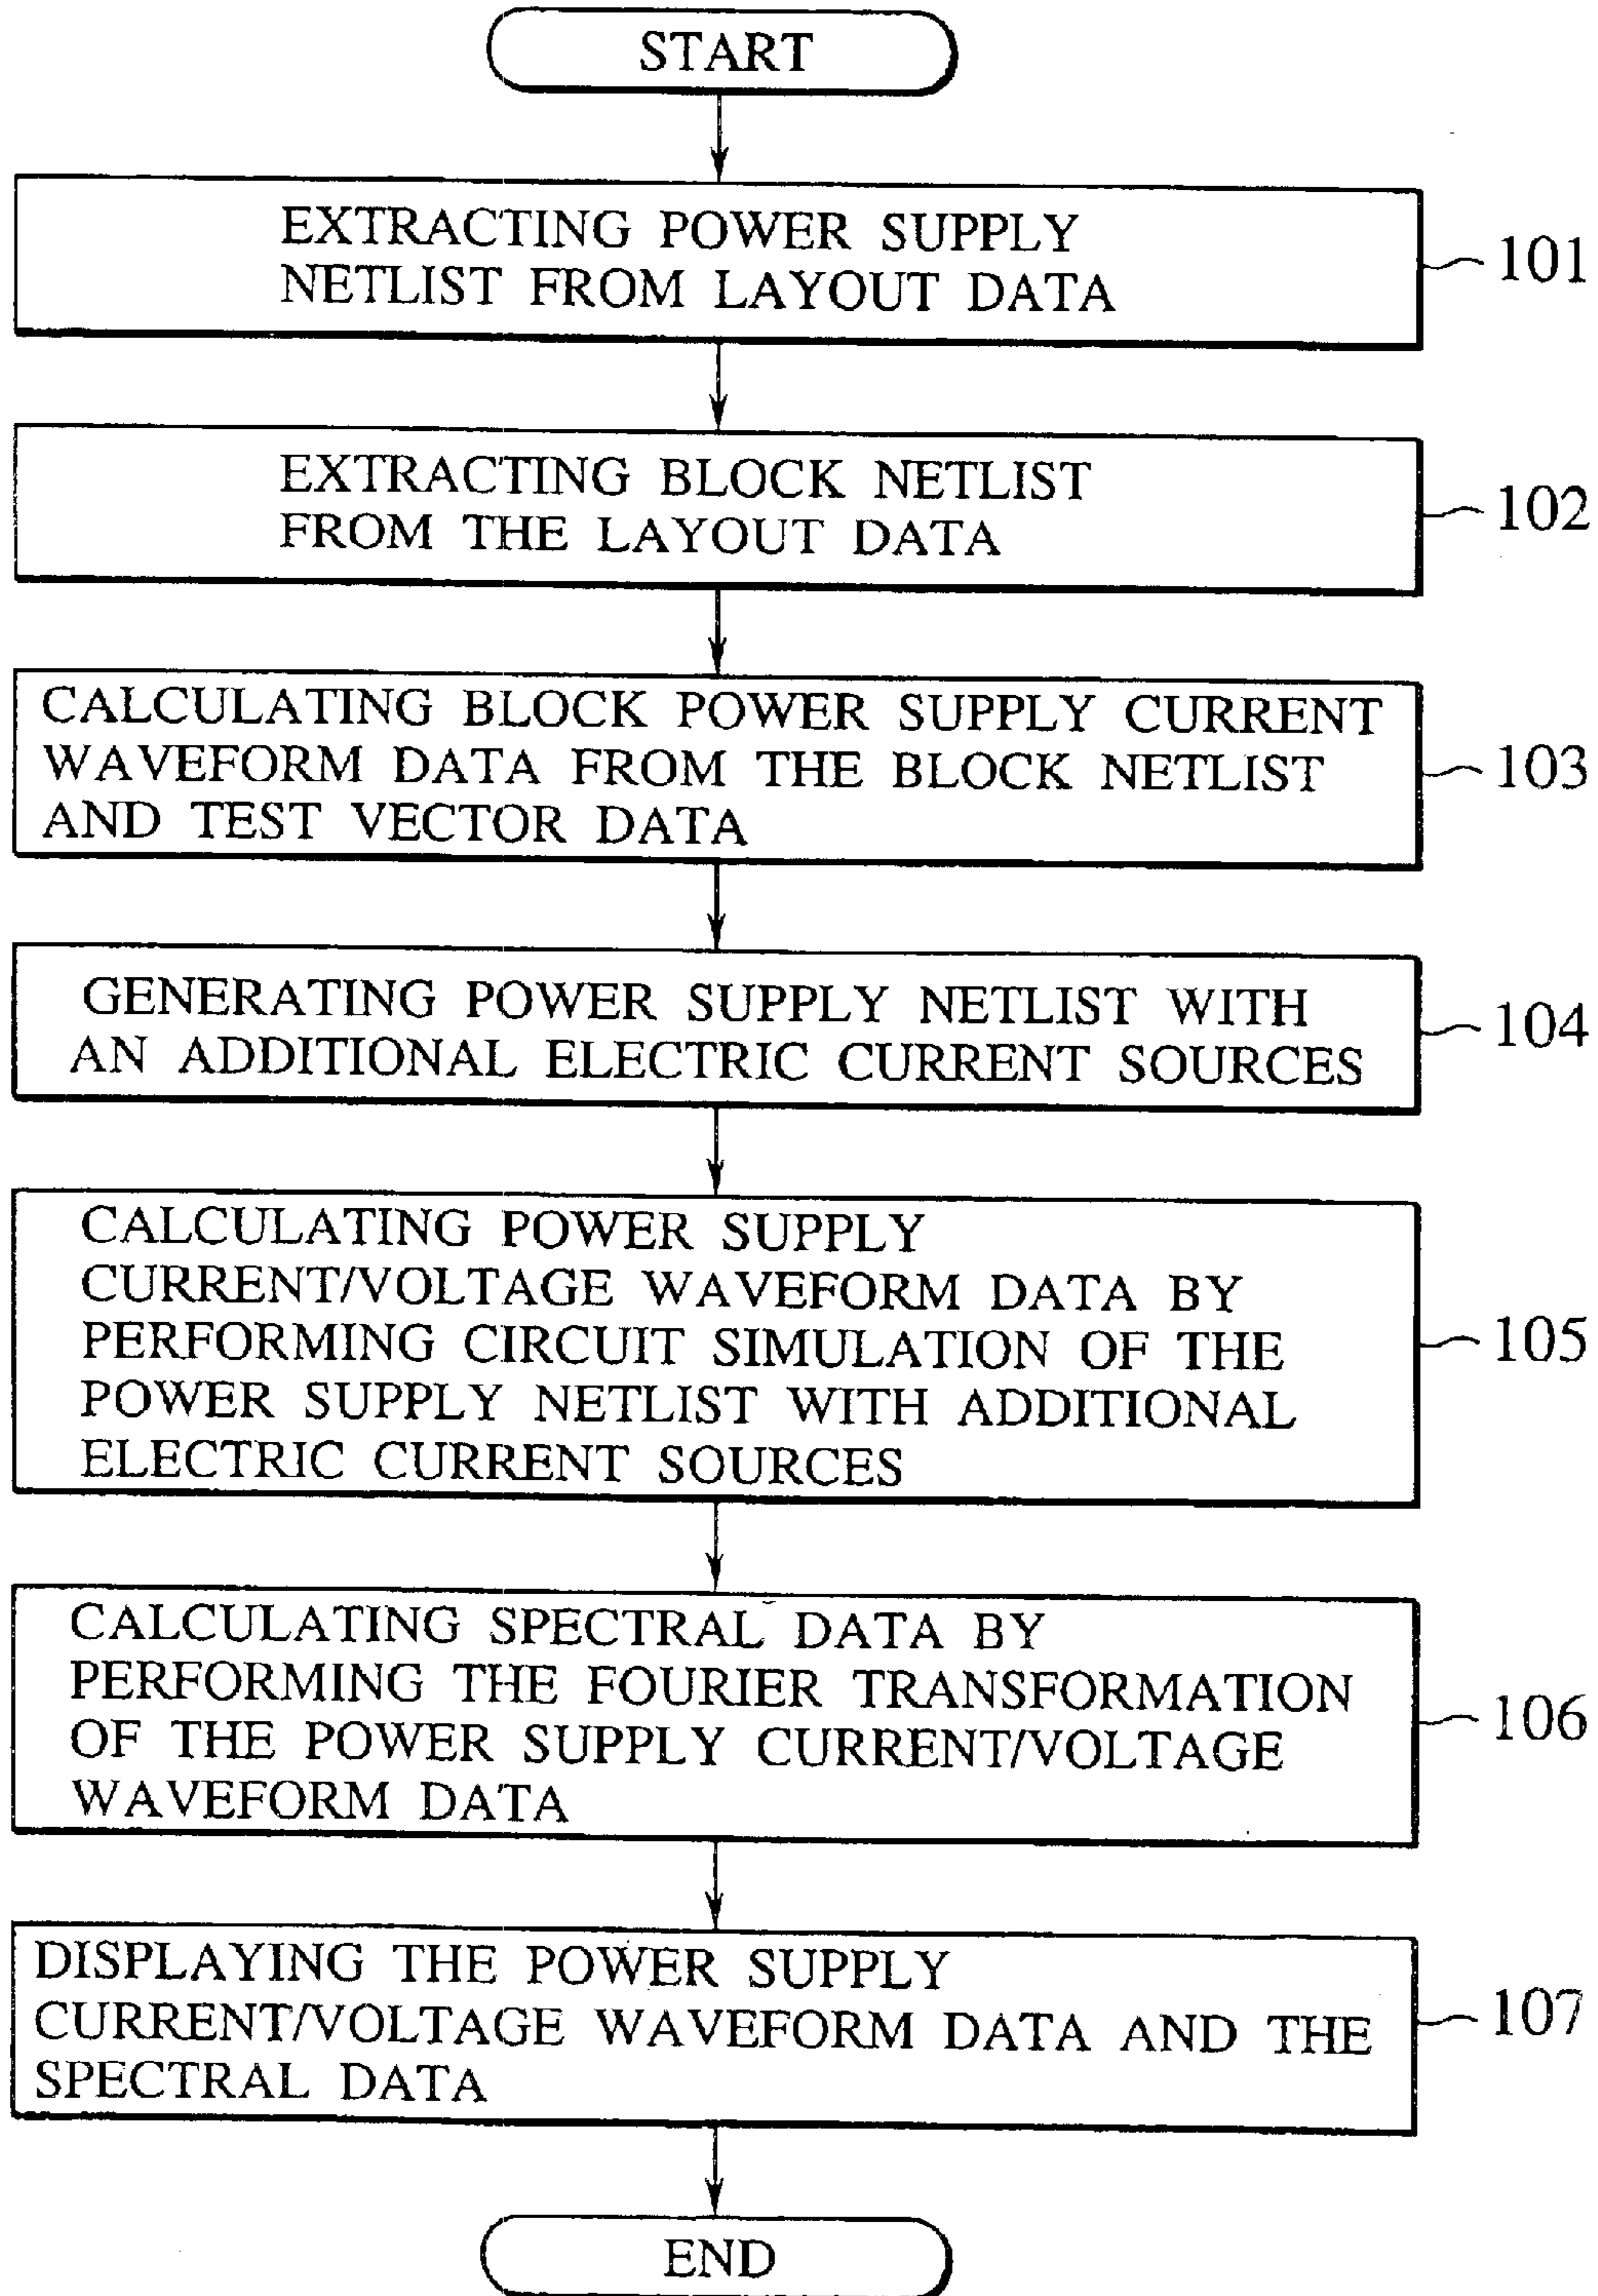 START
EXTRACTING POWER SUPPLY
NETLIST FROM LAYOUT DATA
101
EXTRACTING BLOCK NETLIST
FROM THE LAYOUT DATA
102
CALCULATING BLOCK POWER SUPPLY CURRENT
WAVEFORM DATA FROM THE BLOCK NETLIST
AND TEST VECTOR DATA
103
GENERATING POWER SUPPLY NETLIST WITH
AN ADDITIONAL ELECTRIC CURRENT SOURCES
104
CALCULATING POWER SUPPLY
CURRENT/VOLTAGE WAVEFORM DATA BY
PERFORMING CIRCUIT SIMULATION OF THE
POWER SUPPLY NETLIST WITH ADDITIONAL
ELECTRIC CURRENT SOURCES
105
CALCULATING SPECTRAL DATA BY
PERFORMING THE FOURIER TRANSFORMATION
OF THE POWER SUPPLY CURRENT/VOLTAGE
WAVEFORM DATA
106
DISPLAYING THE POWER SUPPLY
CURRENT/VOLTAGE WAVEFORM DATA AND THE
SPECTRAL DATA
107
END